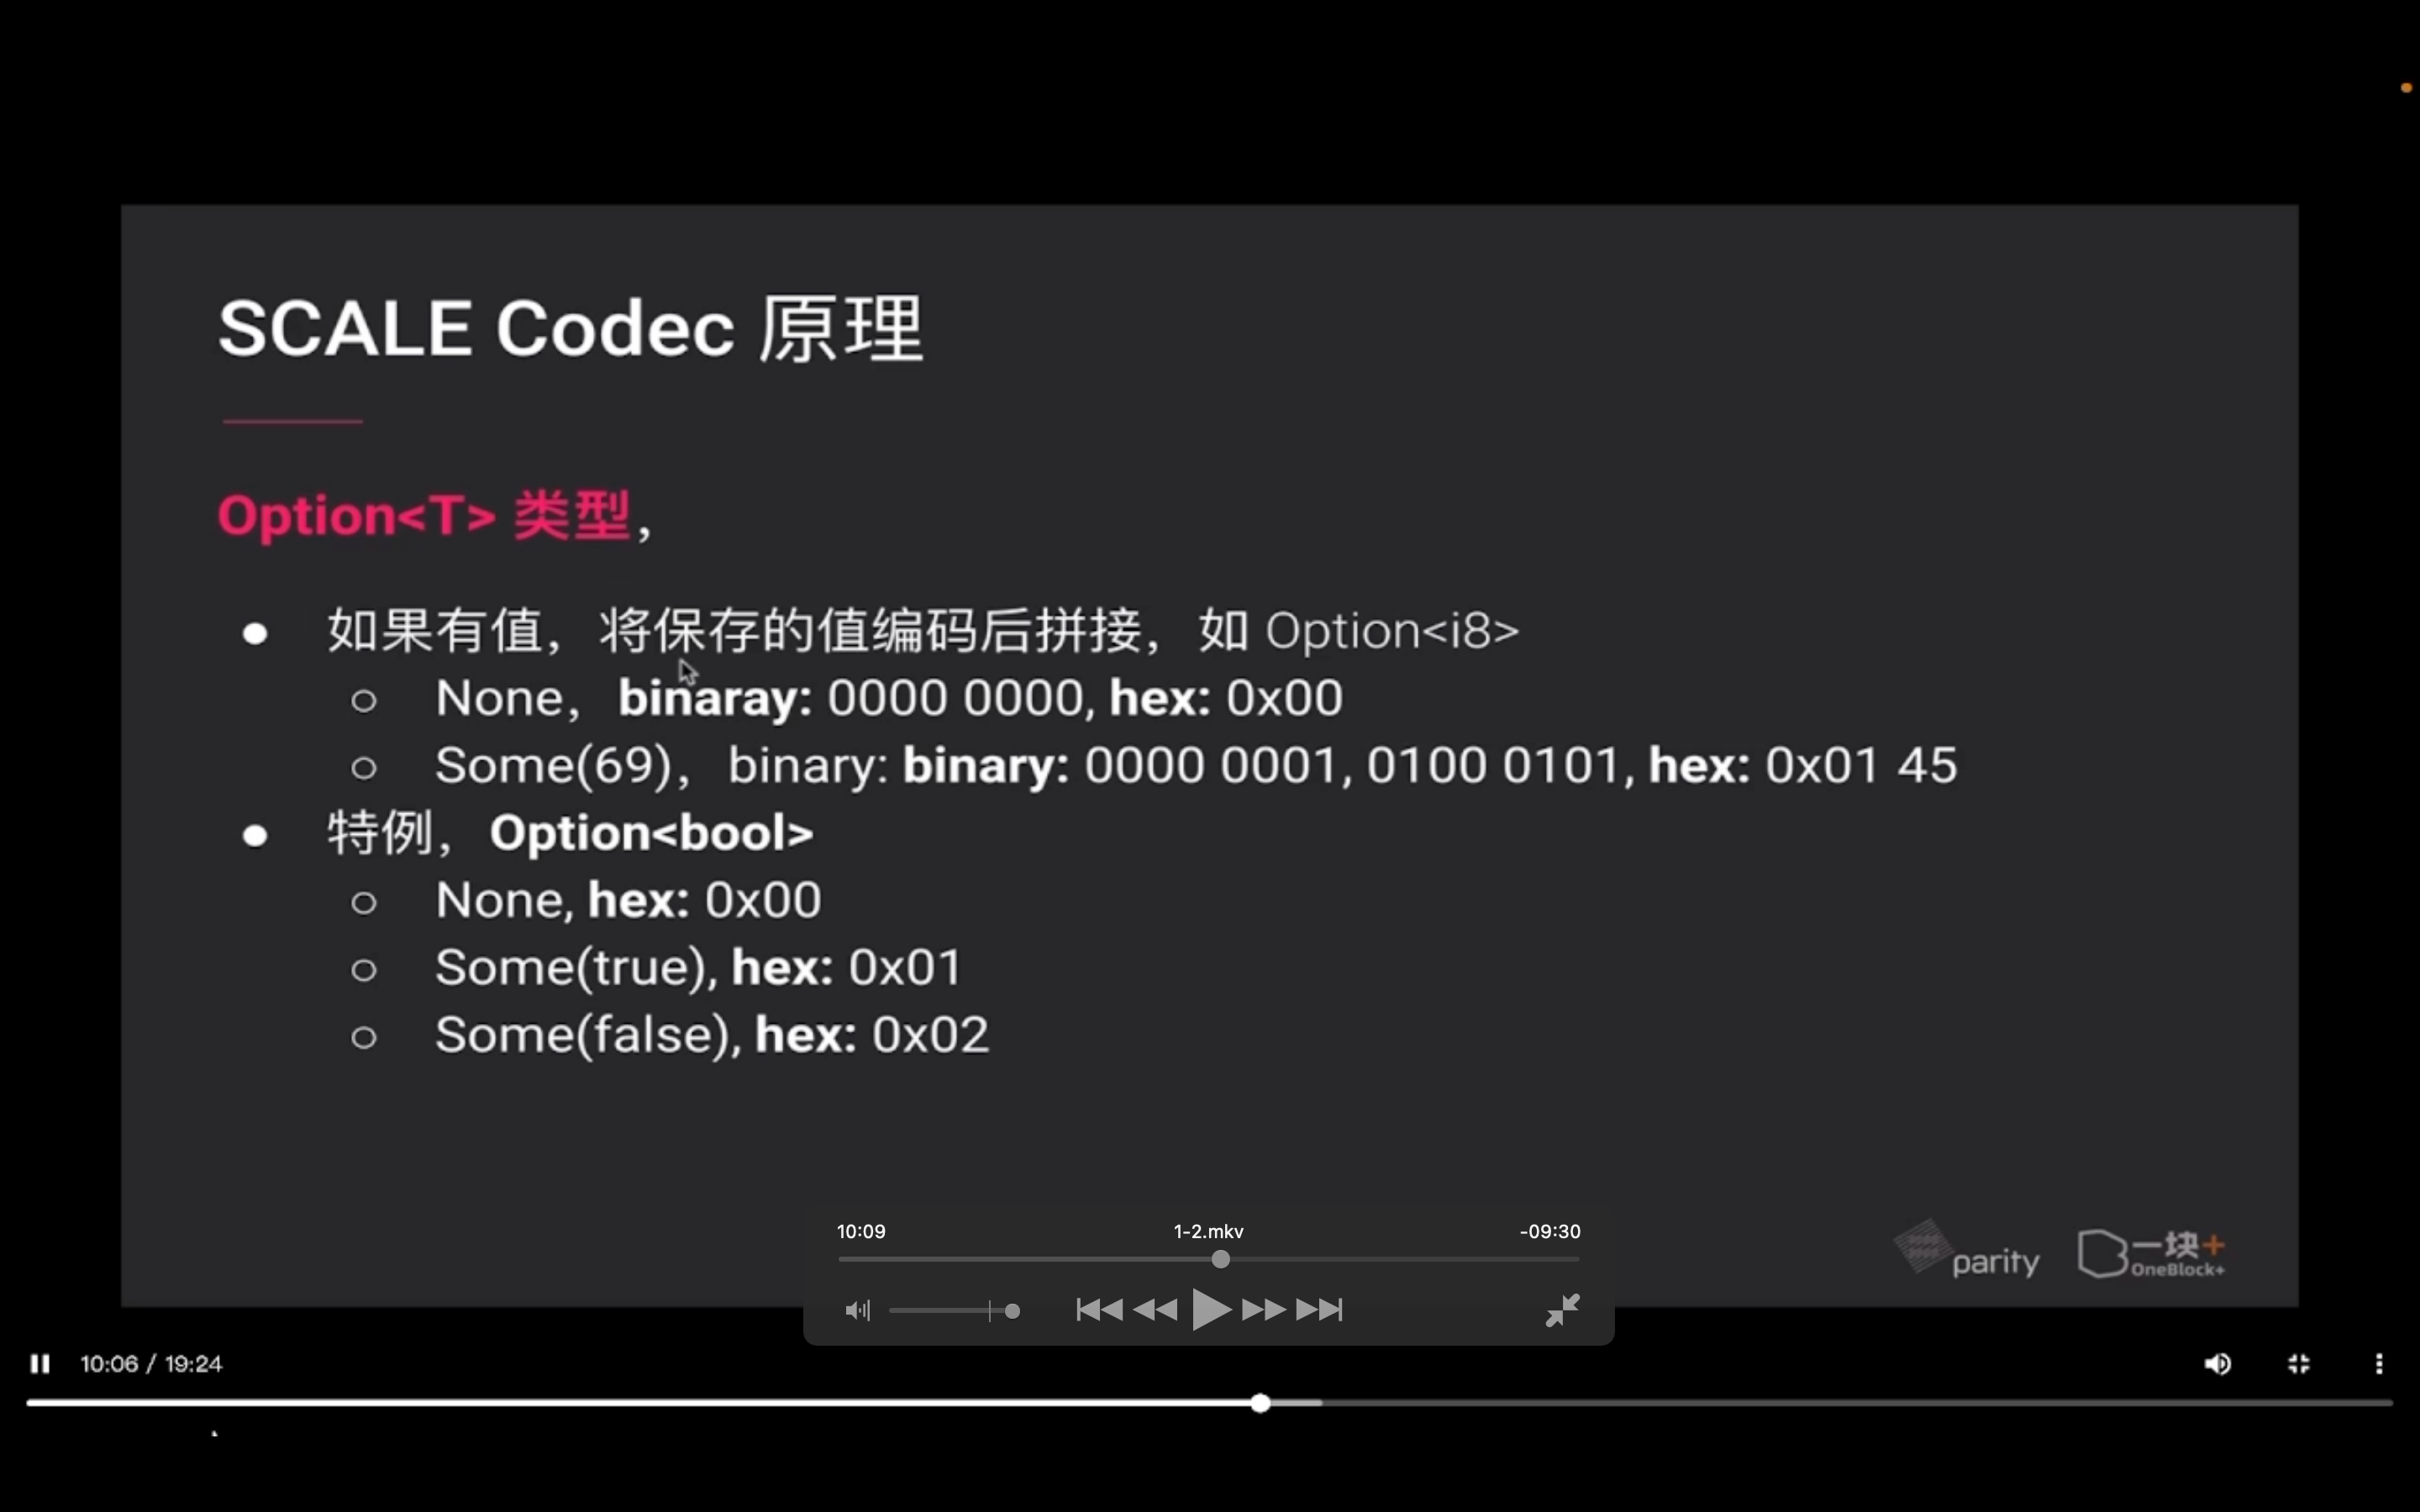 SCALE Codec 原理
Option<T> 类型，
● 如果有值，将保存的值编码后拼接，如 Option<i8>
○ None，binaray: 0000 0000, hex: 0x00
○ Some(69)，binary: binary: 0000 0001, 0100 0101, hex: 0x01 45
● 特例，Option<bool>
○ None, hex: 0x00
○ Some(true), hex: 0x01
○ Some(false), hex: 0x02
parity
一块+
OneBlock+
10:09 1-2.mkv -09:30
10:06 / 19:24